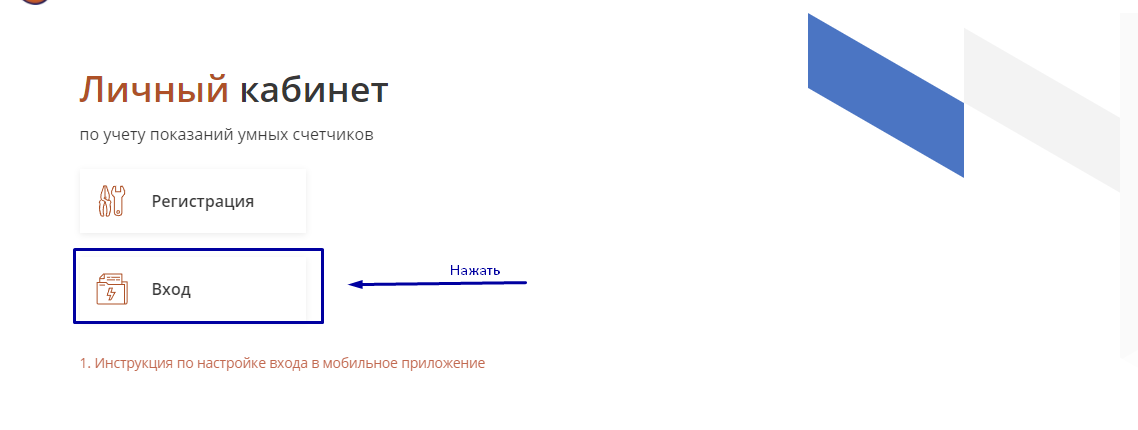 Личный кабинет
по учету показаний умных счетчиков
Регистрация
Вход
Нажать
1. Инструкция по настройке входа в мобильное приложение